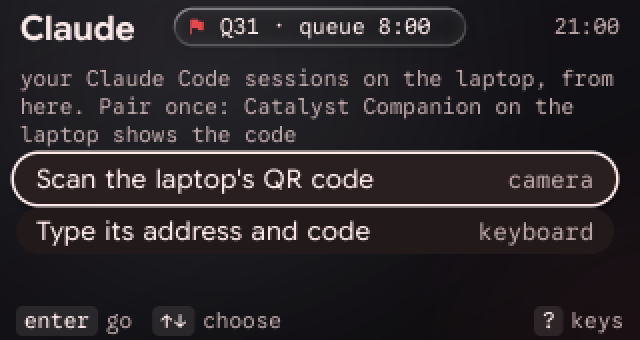 Claude Q31 · queue 8:00 21:00
your Claude Code sessions on the laptop, from
here. Pair once: Catalyst Companion on the
laptop shows the code
Scan the laptop's QR code camera
Type its address and code keyboard
enter go ↑↓ choose ? keys